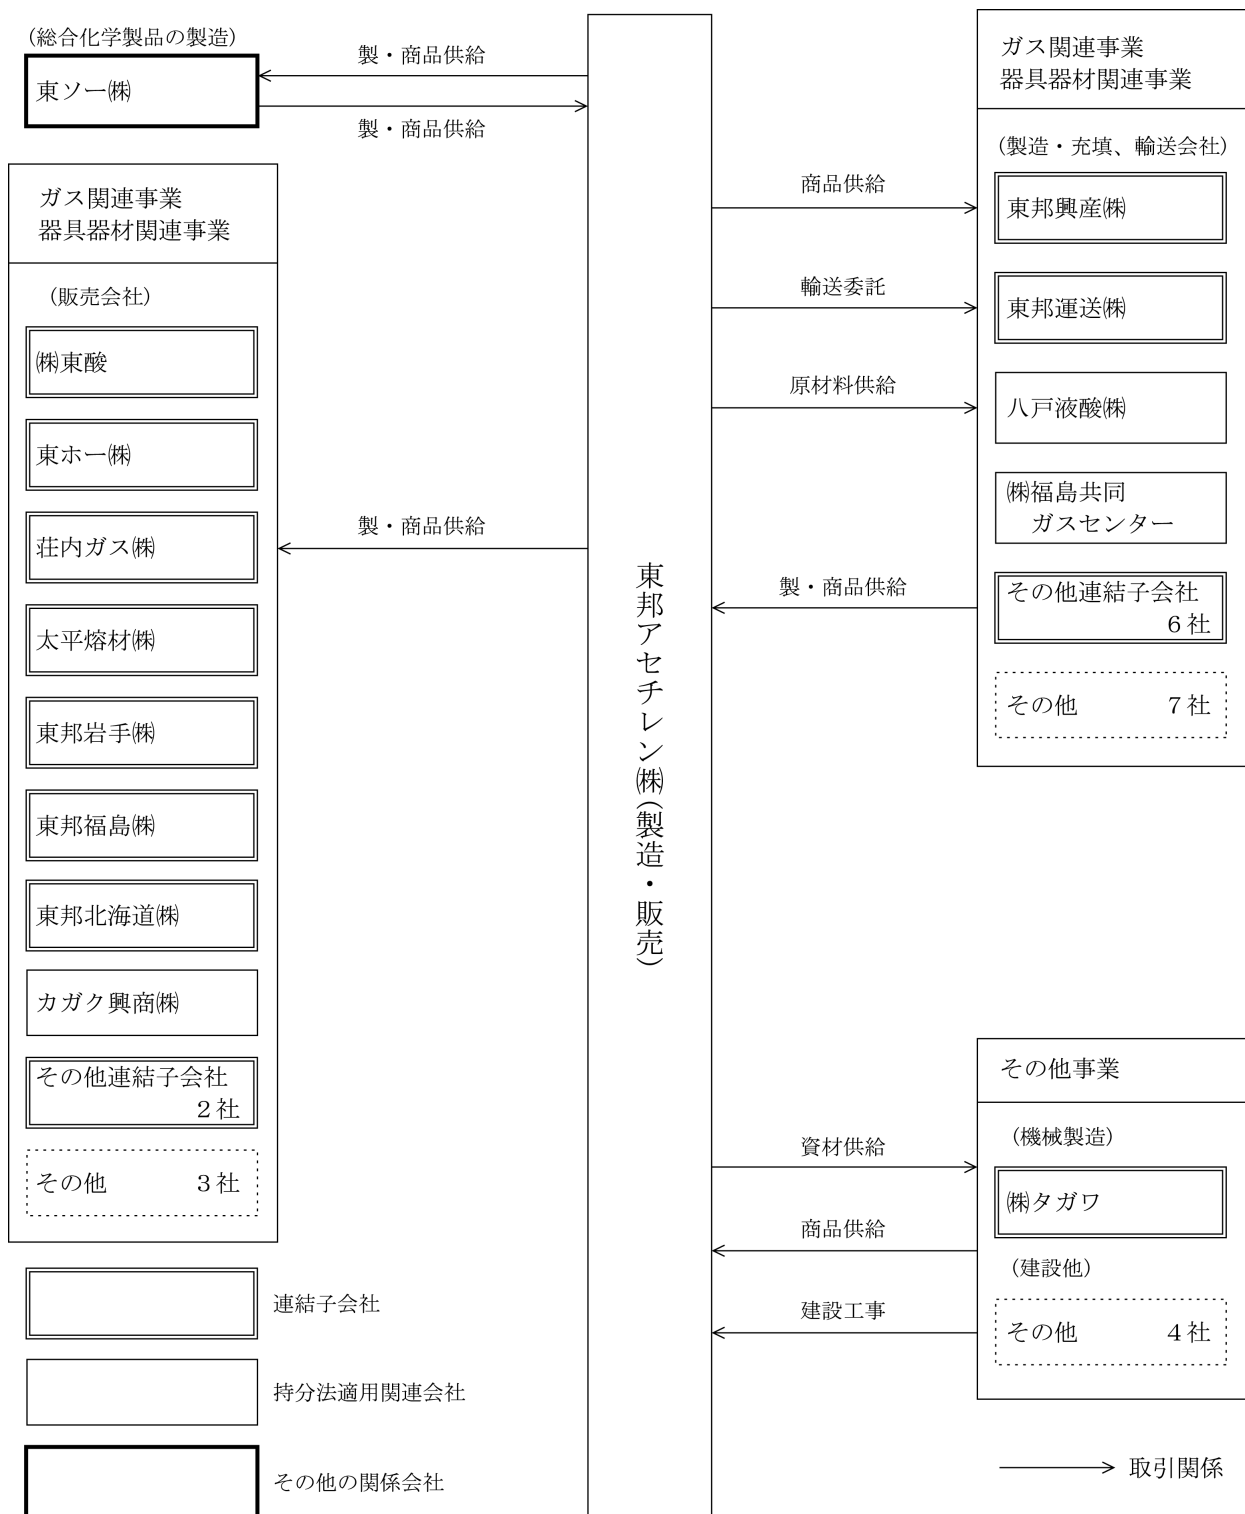 (総合化学製品の製造)
東ソー㈱
製・商品供給
製・商品供給
ガス関連事業
器具器材関連事業
(販売会社)
㈱東酸
東ホー㈱
荘内ガス㈱
太平熔材㈱
東邦岩手㈱
東邦福島㈱
東邦北海道㈱
カガク興商㈱
その他連結子会社
2社
その他 3社
製・商品供給
東邦アセチレン㈱(製造・販売)
ガス関連事業
器具器材関連事業
(製造・充填、輸送会社)
商品供給
東邦興産㈱
輸送委託
東邦運送㈱
原材料供給
八戸液酸㈱
㈱福島共同
ガスセンター
製・商品供給
その他連結子会社
6社
その他 7社
その他事業
(機械製造)
資材供給
㈱タガワ
商品供給
(建設他)
建設工事
その他 4社
連結子会社
持分法適用関連会社
その他の関係会社
取引関係